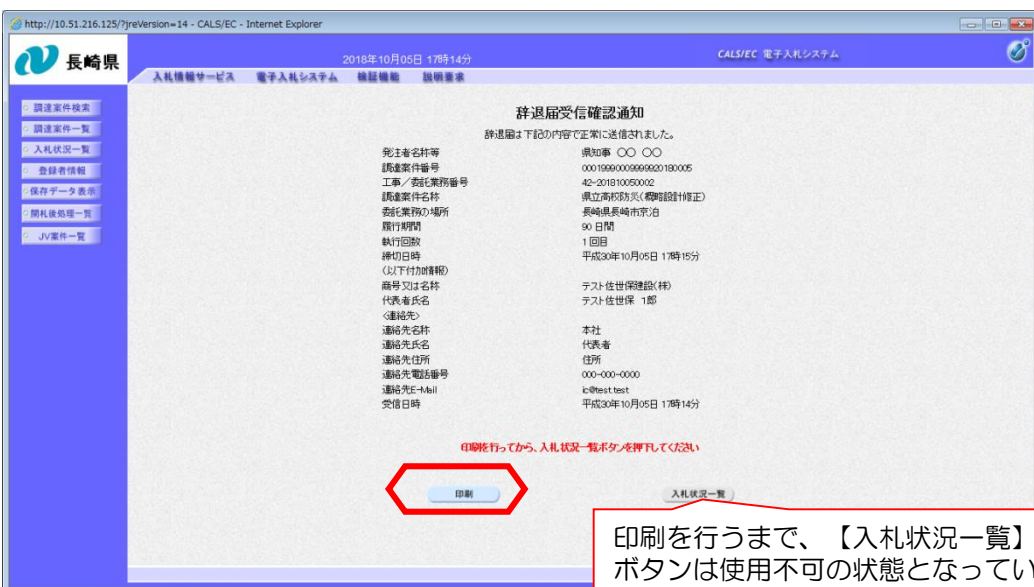 http://10.51.216.125/?jreVersion=14 - CALS/EC - Internet Explorer
長崎県
2018年10月05日 17時14分
CALS/EC 電子入札システム
入札情報サービス 電子入札システム 検証機能 説明要求
調達案件検索
調達案件一覧
入札状況一覧
登録者情報
保存データ表示
開札後処理一覧
JV案件一覧
辞退届受信確認通知
辞退届は下記の内容で正常に送信されました。
発注者名称等 県知事 〇〇 〇〇
調達案件番号 0001999000099992018 0005
工事/委託業務番号 42-201810050002
調達案件名称 県立高校防災(概略設計修正)
委託業務の場所 長崎県長崎市京泊
履行期間 90 日間
執行回数 1 回目
締切日時 平成30年10月05日 17時15分
(以下付加情報)
商号又は名称 テスト佐世保建設(株)
代表者氏名 テスト佐世保 1郎
<連絡先>
連絡先名称 本社
連絡先氏名 代表者
連絡先住所 住所
連絡先電話番号 000-000-0000
連絡先E-Mail ic@test.test
受信日時 平成30年10月05日 17時14分
印刷を行ってから、入札状況一覧ボタンを押下してください
印刷
入札状況一覧
印刷を行うまで、【入札状況一覧】
ボタンは使用不可の状態となってい